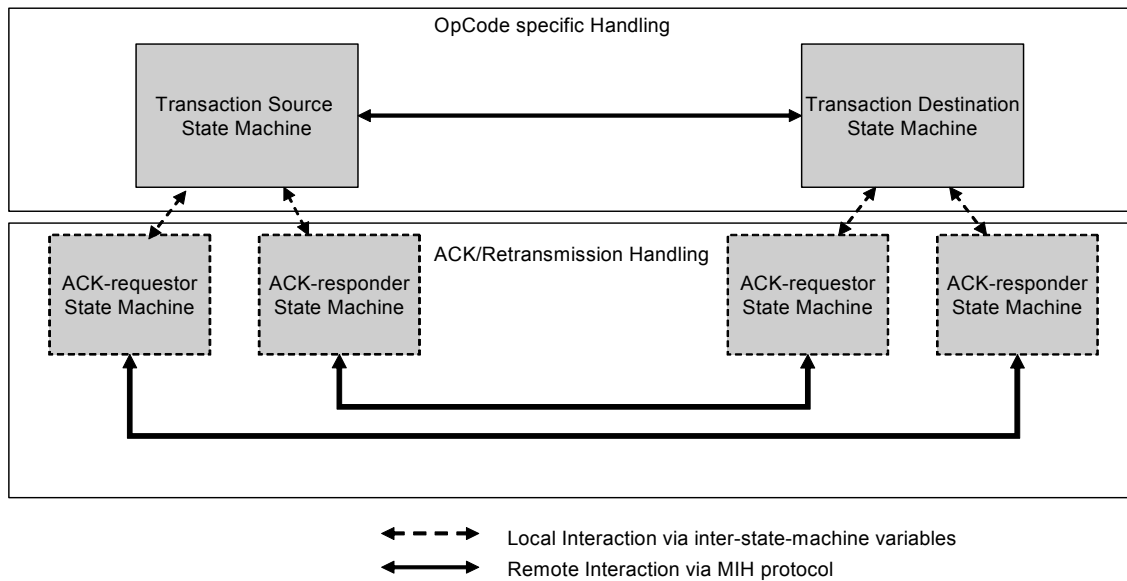 OpCode specific Handling
Transaction Source
State Machine
Transaction Destination
State Machine
ACK/Retransmission Handling
ACK-requestor
State Machine
ACK-responder
State Machine
ACK-requestor
State Machine
ACK-responder
State Machine
Local Interaction via inter-state-machine variables
Remote Interaction via MIH protocol